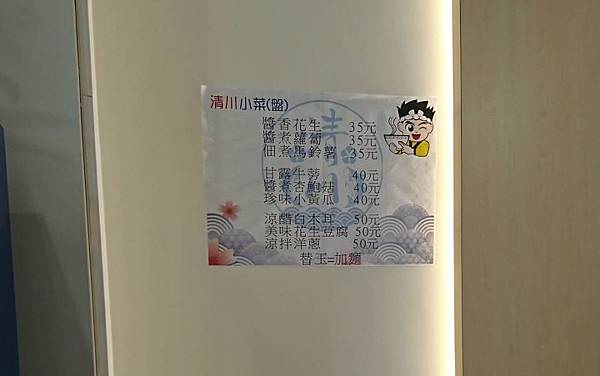 清川小菜(盤)
醬香花生 35元
醬煮蘿蔔 35元
佃煮馬鈴薯 35元
甘露牛蒡 40元
醬煮杏鮑菇 40元
珍味小黃瓜 40元
涼醋白木耳 50元
美味花生豆腐 50元
涼拌洋蔥 50元
替玉=加麵